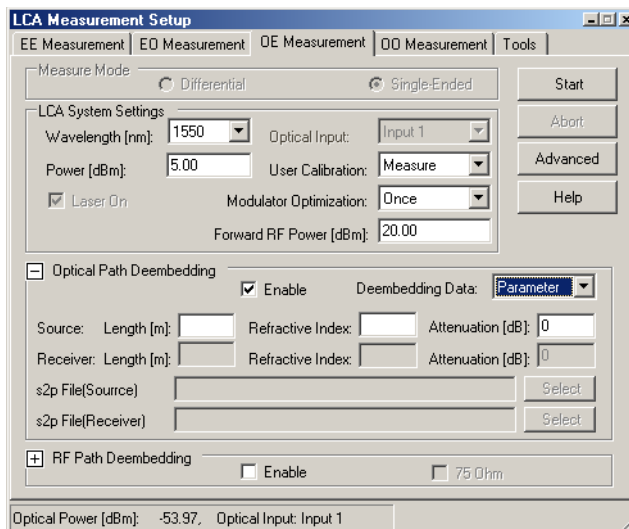 LCA Measurement Setup
EE Measurement EO Measurement OE Measurement OO Measurement Tools
Measure Mode
Differential Single-Ended
Start
LCA System Settings
Wavelength [nm]: 1550 Optical Input: Input 1
Abort
Power [dBm]: 5.00 User Calibration: Measure
Advanced
Laser On Modulator Optimization: Once
Help
Forward RF Power [dBm]: 20.00
Optical Path Deembedding
Enable Deembedding Data: Parameter
Source: Length [m]: Refractive Index: Attenuation [dB]: 0
Receiver: Length [m]: Refractive Index: Attenuation [dB]: 0
s2p File(Sourrce) Select
s2p File(Receiver) Select
RF Path Deembedding
Enable 75 Ohm
Optical Power [dBm]: -53.97, Optical Input: Input 1